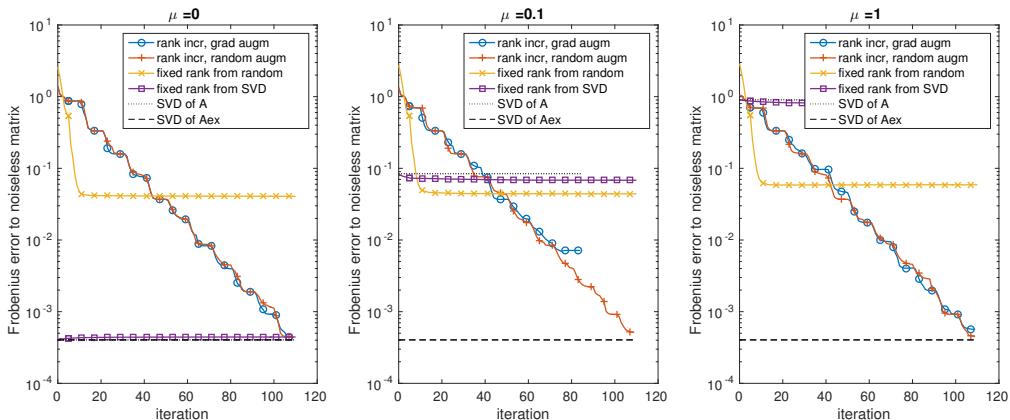 μ =0
Frobenius error to noiseless matrix
10^1
10^0
10^-1
10^-2
10^-3
10^-4
rank incr, grad augm
rank incr, random augm
fixed rank from random
fixed rank from SVD
SVD of A
SVD of Aex
0 20 40 60 80 100 120
iteration
μ =0.1
Frobenius error to noiseless matrix
10^1
10^0
10^-1
10^-2
10^-3
10^-4
rank incr, grad augm
rank incr, random augm
fixed rank from random
fixed rank from SVD
SVD of A
SVD of Aex
0 20 40 60 80 100 120
iteration
μ =1
Frobenius error to noiseless matrix
10^1
10^0
10^-1
10^-2
10^-3
10^-4
rank incr, grad augm
rank incr, random augm
fixed rank from random
fixed rank from SVD
SVD of A
SVD of Aex
0 20 40 60 80 100 120
iteration